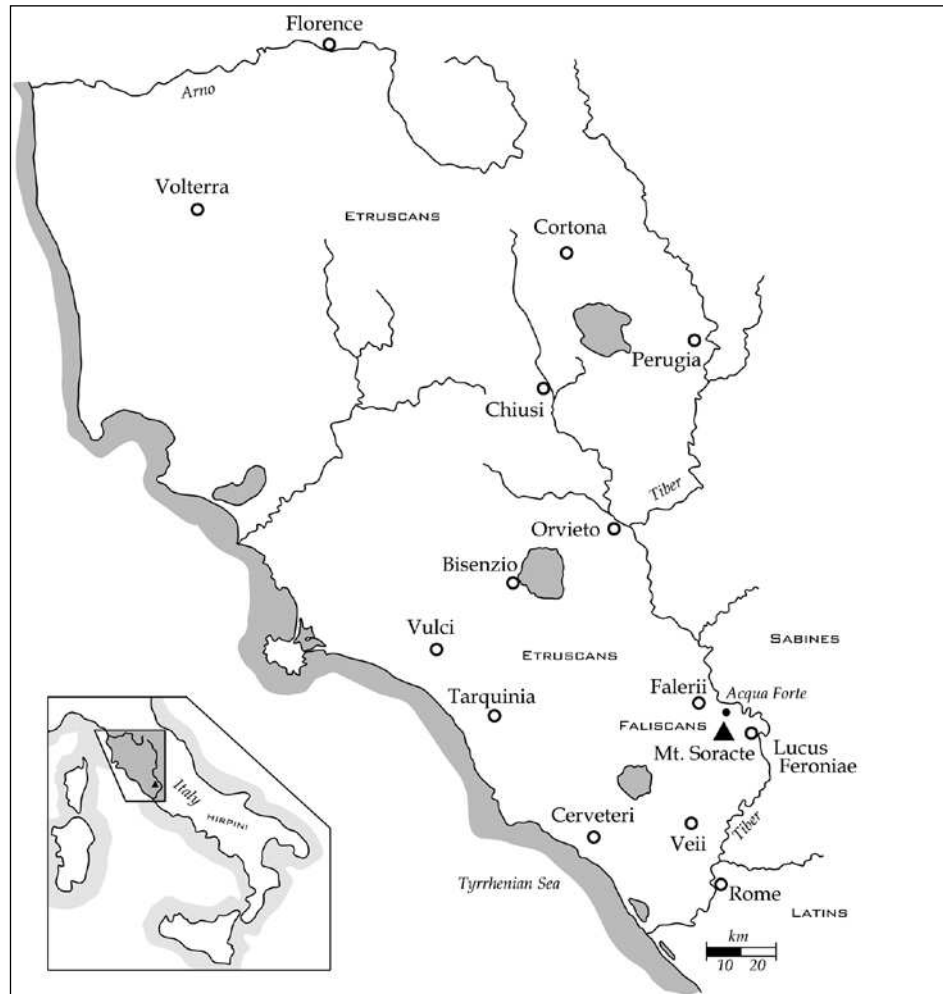 Florence
Arno
Volterra
ETRUSCANS
Cortona
Perugia
Chiusi
Tiber
Orvieto
Bisenzio
Vulci
SABINES
ETRUSCANS
Falerii
Acqua Forte
Tarquinia
FALISCANS
Mt. Soracte
Lucus
Feroniae
Italy
HIRPINI
Cerveteri
Veii
Tiber
Tyrrhenian Sea
Rome
LATINS
km
10 20